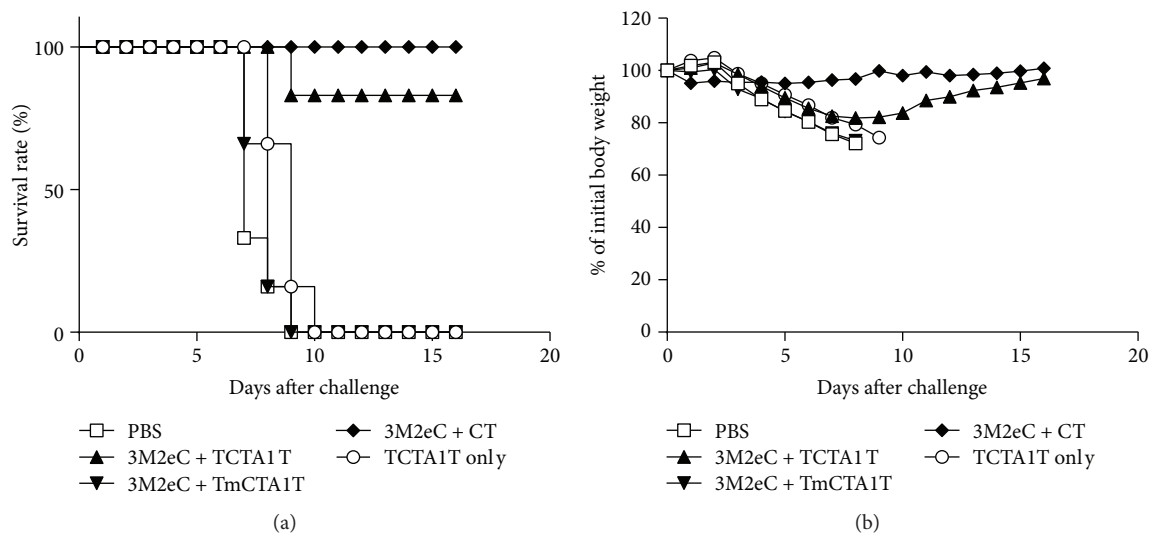 Survival rate (%)
100
50
0
0 5 10 15 20
Days after challenge
PBS
3M2eC + TCTA1T
3M2eC + TmCTA1T
3M2eC + CT
TCTA1T only
(a)
% of initial body weight
120
100
80
60
40
20
0
0 5 10 15 20
Days after challenge
PBS
3M2eC + TCTA1T
3M2eC + TmCTA1T
3M2eC + CT
TCTA1T only
(b)